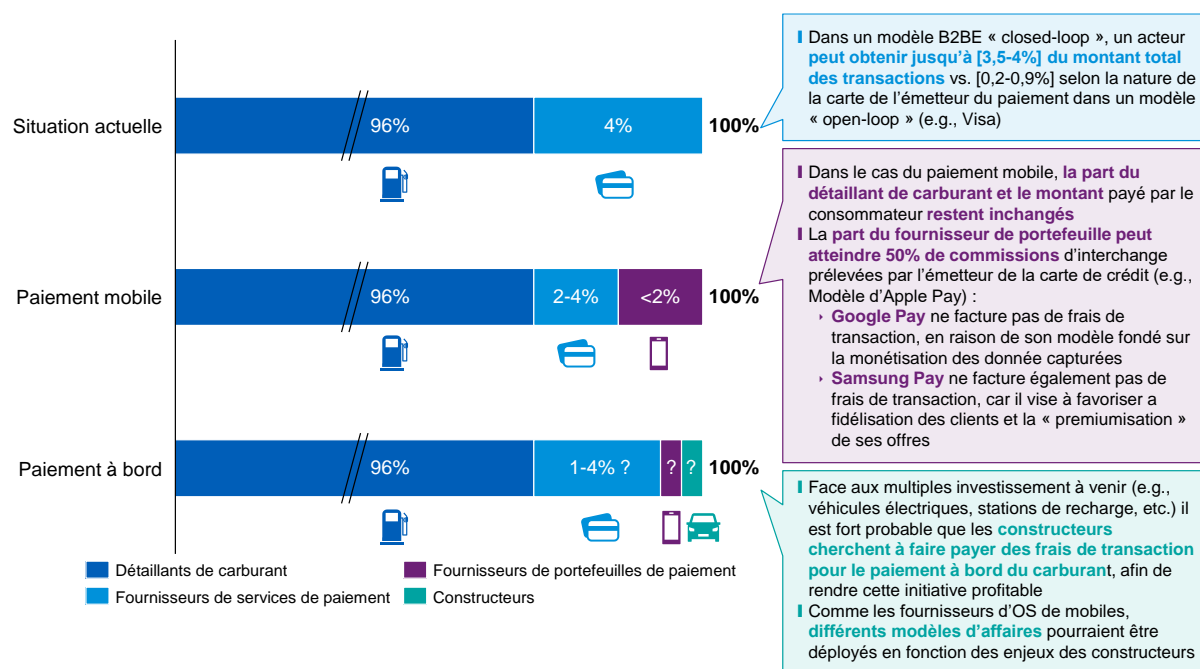 Situation actuelle
96%
4%
100%
Paiement mobile
96%
2-4%
<2%
100%
Paiement à bord
96%
1-4% ?
?
?
100%
Détaillants de carburant
Fournisseurs de portefeuilles de paiement
Fournisseurs de services de paiement
Constructeurs
Dans un modèle B2BE « closed-loop », un acteur
peut obtenir jusqu'à [3,5-4%] du montant total
des transactions vs. [0,2-0,9%] selon la nature de
la carte de l'émetteur du paiement dans un modèle
« open-loop » (e.g., Visa)
Dans le cas du paiement mobile, la part du
détaillant de carburant et le montant payé par le
consommateur restent inchangés
La part du fournisseur de portefeuille peut
atteindre 50% de commissions d'interchange
prélevées par l'émetteur de la carte de crédit (e.g.,
Modèle d'Apple Pay) :
Google Pay ne facture pas de frais de
transaction, en raison de son modèle fondé sur
la monétisation des donnée capturées
Samsung Pay ne facture également pas de
frais de transaction, car il vise à favoriser a
fidélisation des clients et la « premiumisation »
de ses offres
Face aux multiples investissement à venir (e.g.,
véhicules électriques, stations de recharge, etc.) il
est fort probable que les constructeurs
cherchent à faire payer des frais de transaction
pour le paiement à bord du carburant, afin de
rendre cette initiative profitable
Comme les fournisseurs d'OS de mobiles,
différents modèles d'affaires pourraient être
déployés en fonction des enjeux des constructeurs